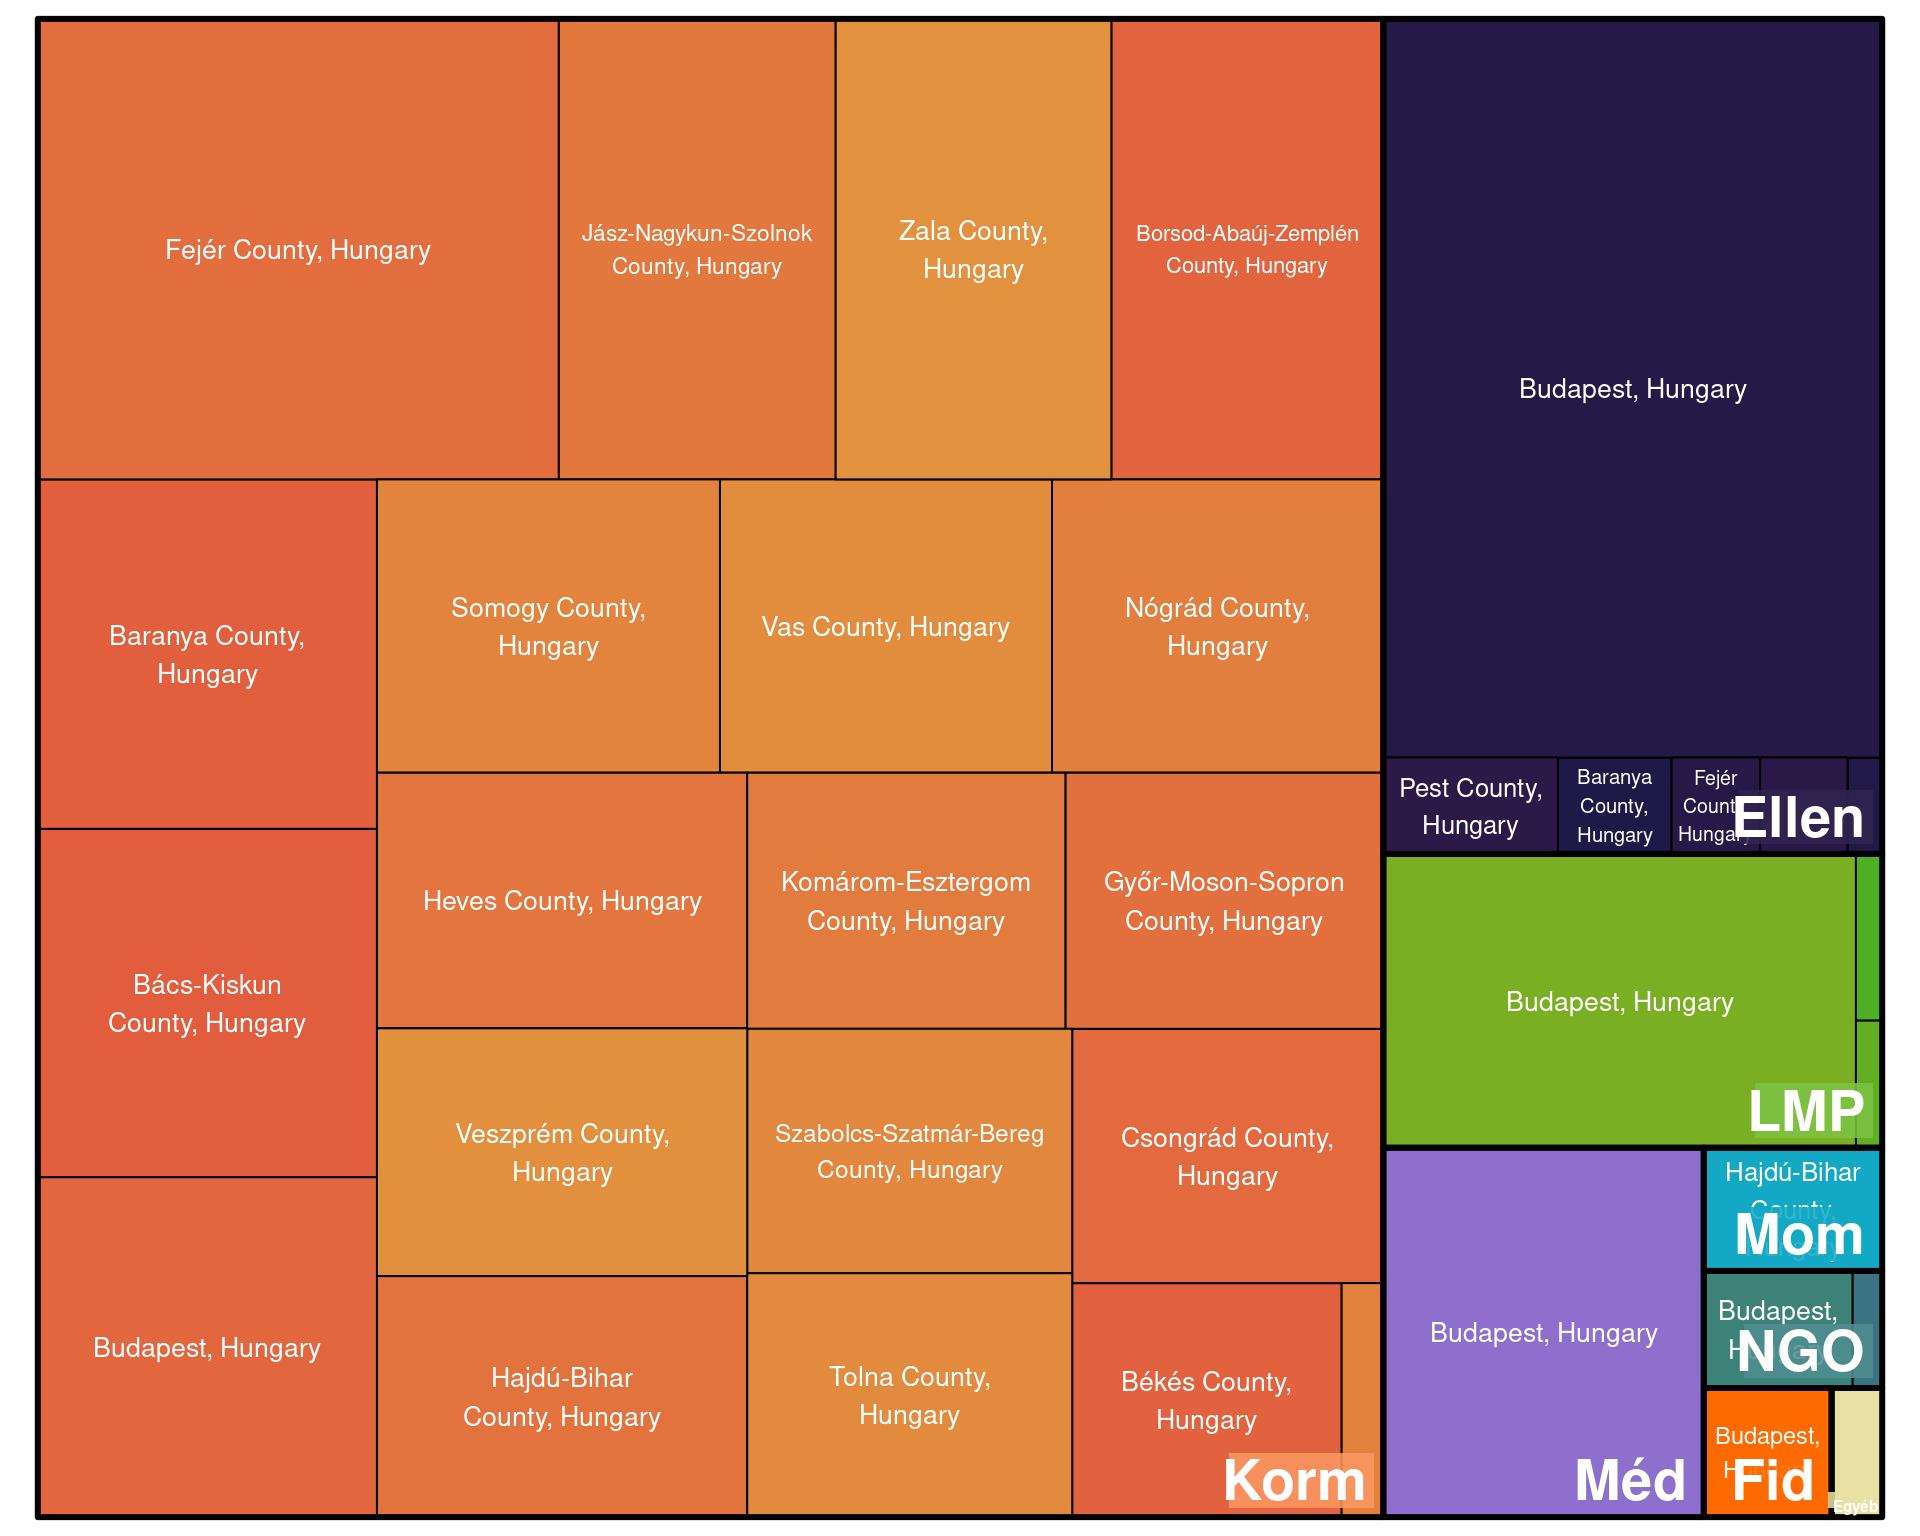 Fejér County, Hungary
Jász-Nagykun-Szolnok
County, Hungary
Zala County,
Hungary
Borsod-Abaúj-Zemplén
County, Hungary
Baranya County,
Hungary
Somogy County,
Hungary
Vas County, Hungary
Nógrád County,
Hungary
Bács-Kiskun
County, Hungary
Heves County, Hungary
Komárom-Esztergom
County, Hungary
Győr-Moson-Sopron
County, Hungary
Veszprém County,
Hungary
Szabolcs-Szatmár-Bereg
County, Hungary
Csongrád County,
Hungary
Budapest, Hungary
Hajdú-Bihar
County, Hungary
Tolna County,
Hungary
Békés County,
Hungary
Korm
Budapest, Hungary
Pest County,
Hungary
Baranya
County,
Hungary
Fejér
County,
Hungary
Ellen
Budapest, Hungary
LMP
Budapest, Hungary
Méd
Hajdú-Bihar
County,
Mom
Budapest,
NGO
Budapest,
Fid
Egyéb